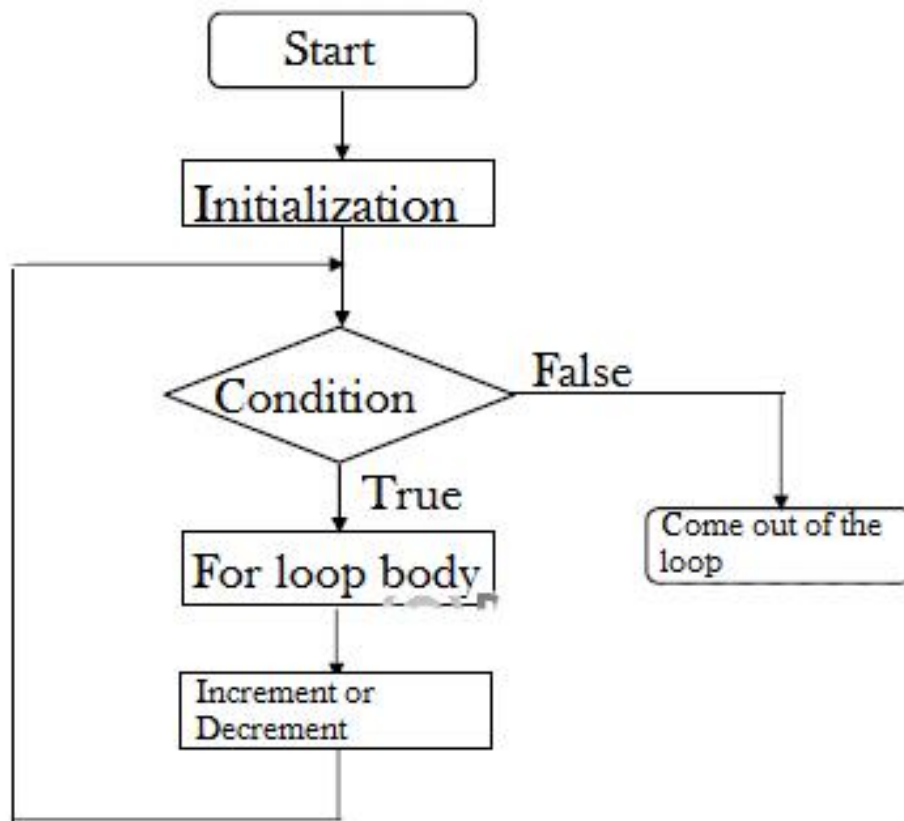 Start
Initialization
Condition
False
True
Come out of the
loop
For loop body
Increment or
Decrement